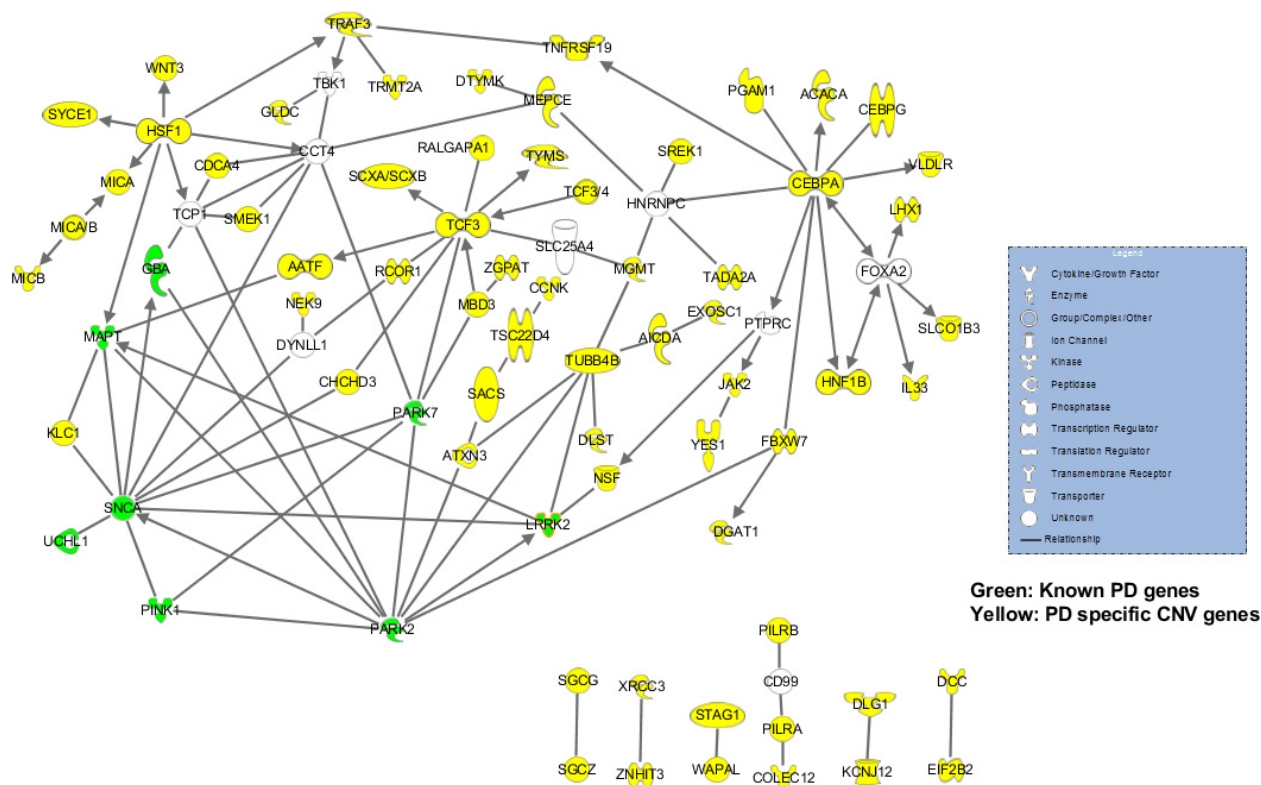 TRAF3
TNFRSF19
WNT3
TBK1
TRMT2A
DTYMK
MEPCE
PGAM1
ACACA
CEBPG
SYCE1
GLDC
HSF1
CCT4
RALGAPA1
TYMS
SREK1
VLDLR
CDCA4
SCXA/SCXB
TCF3/4
CEBPA
MICA
TCP1
SMEK1
HNRNPC
LHX1
MICA/B
TCF3
SLC25A4
MICB
GBA
AATF
RCOR1
ZGPAT
MGMT
TADA2A
FOXA2
NEK9
MBD3
CCNK
EXOSC1
PTPRC
SLCO1B3
MAPT
DYNLL1
TSC22D4
AICDA
TUBB4B
CHCHD3
SACS
JAK2
HNF1B
IL33
PARK7
KLC1
ATXN3
DLST
YES1
FBXW7
NSF
SNCA
LRRK2
DGAT1
UCHL1
PINK1
PARK2
PILRB
SGCG
XRCC3
CD99
DCC
DLG1
STAG1
PILRA
SGCZ
ZNHIT3
WAPAL
COLEC12
KCNJ12
EIF2B2
Legend
Cytokine/Growth Factor
Enzyme
Group/Complex/Other
Ion Channel
Kinase
Peptidase
Phosphatase
Transcription Regulator
Translation Regulator
Transmembrane Receptor
Transporter
Unknown
Relationship
Green: Known PD genes
Yellow: PD specific CNV genes